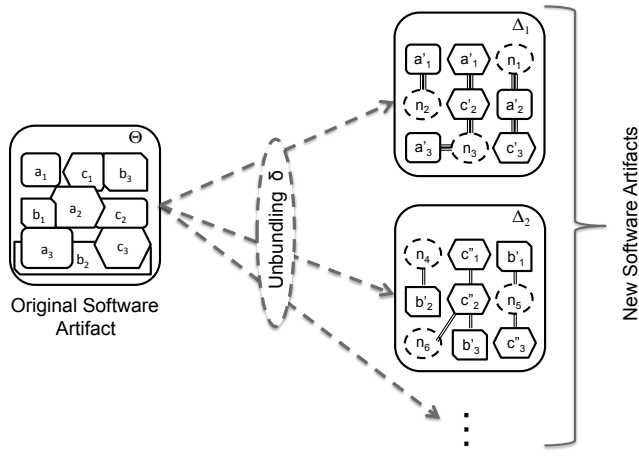 Θ
a₁ c₁ b₃
b₁ a₂ c₂
a₃ b₂ c₃
Original Software
Artifact
Unbundling δ
Δ₁
a'₁ a'₁ n₁
n₂ c'₂ a'₂
a'₃ n₃ c'₃
Δ₂
n₄ c"₁ b'₁
b'₂ c"₂ n₅
n₆ b'₃ c"₃
⋮
New Software Artifacts